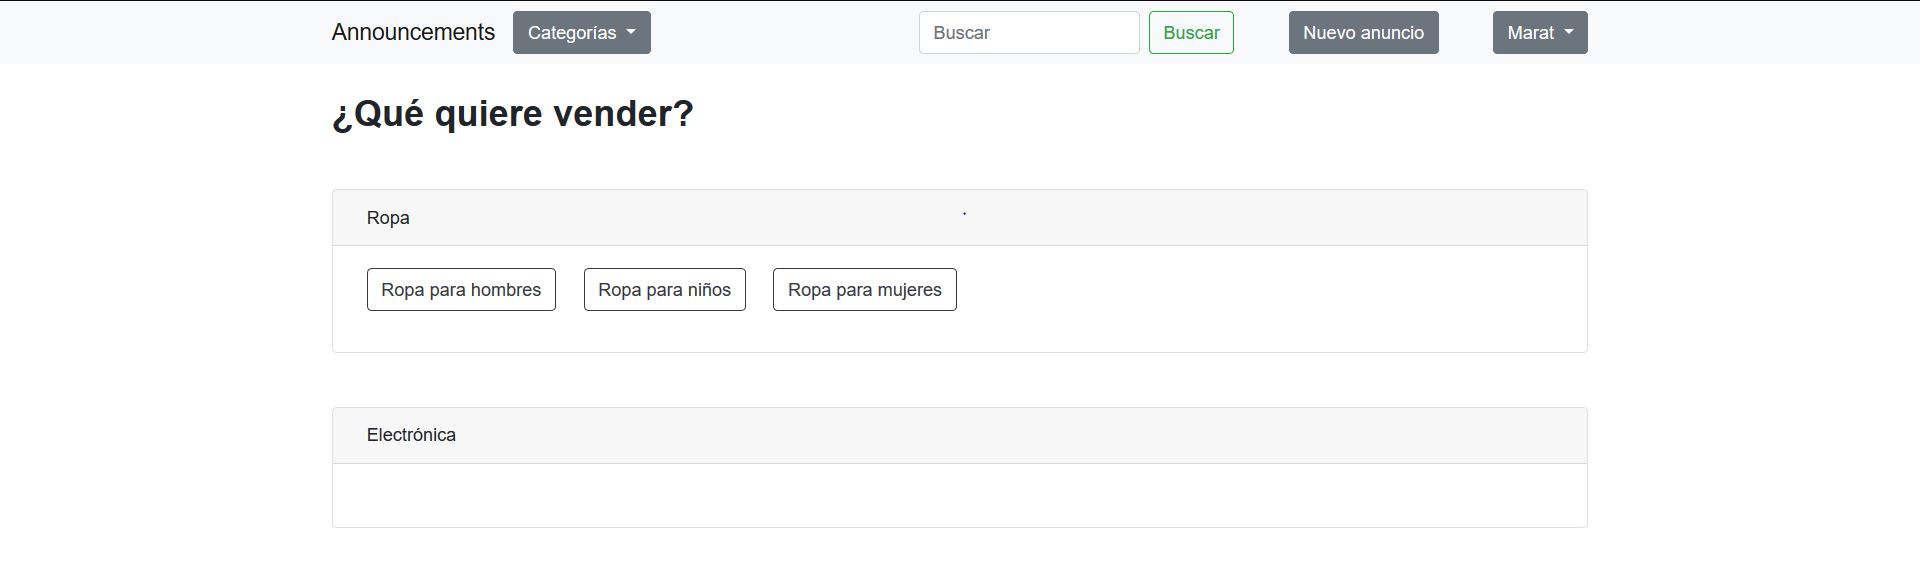 Announcements Categorías Buscar Buscar Nuevo anuncio Marat
¿Qué quiere vender?
Ropa
Ropa para hombres Ropa para niños Ropa para mujeres
Electrónica